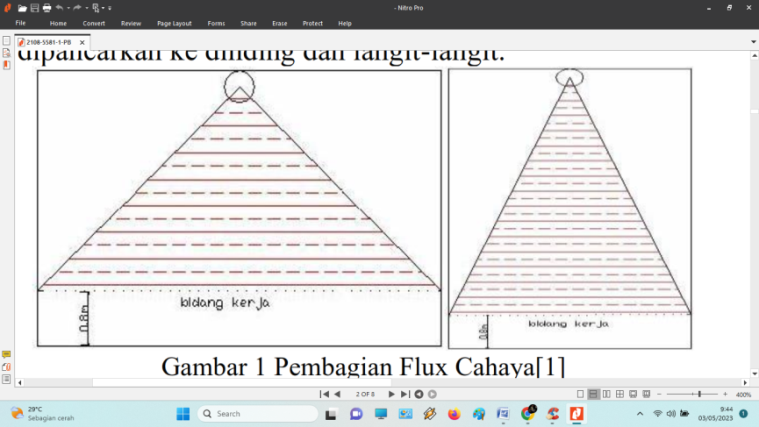 - Nitro Pro
File Home Convert Review Page Layout Forms Share Erase Protect Help
2108-5581-1-PB
dipancarkan ke dinding dan langit-langit.
bidang kerja
0.8m
bidang kerja
0.8m
Gambar 1 Pembagian Flux Cahaya[1]
2 OF 8
400%
29°C
Sebagian cerah
Search
9:44
03/05/2023